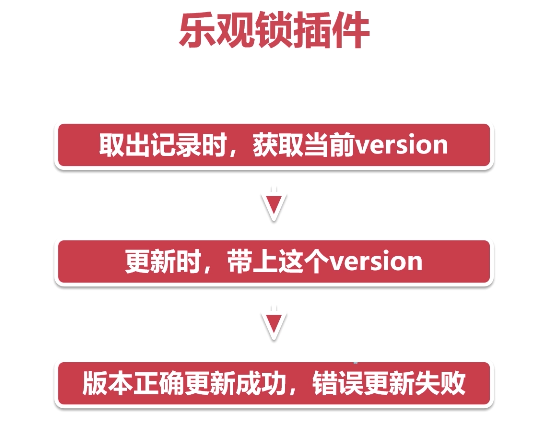 乐观锁插件
取出记录时，获取当前version
更新时，带上这个version
版本正确更新成功，错误更新失败